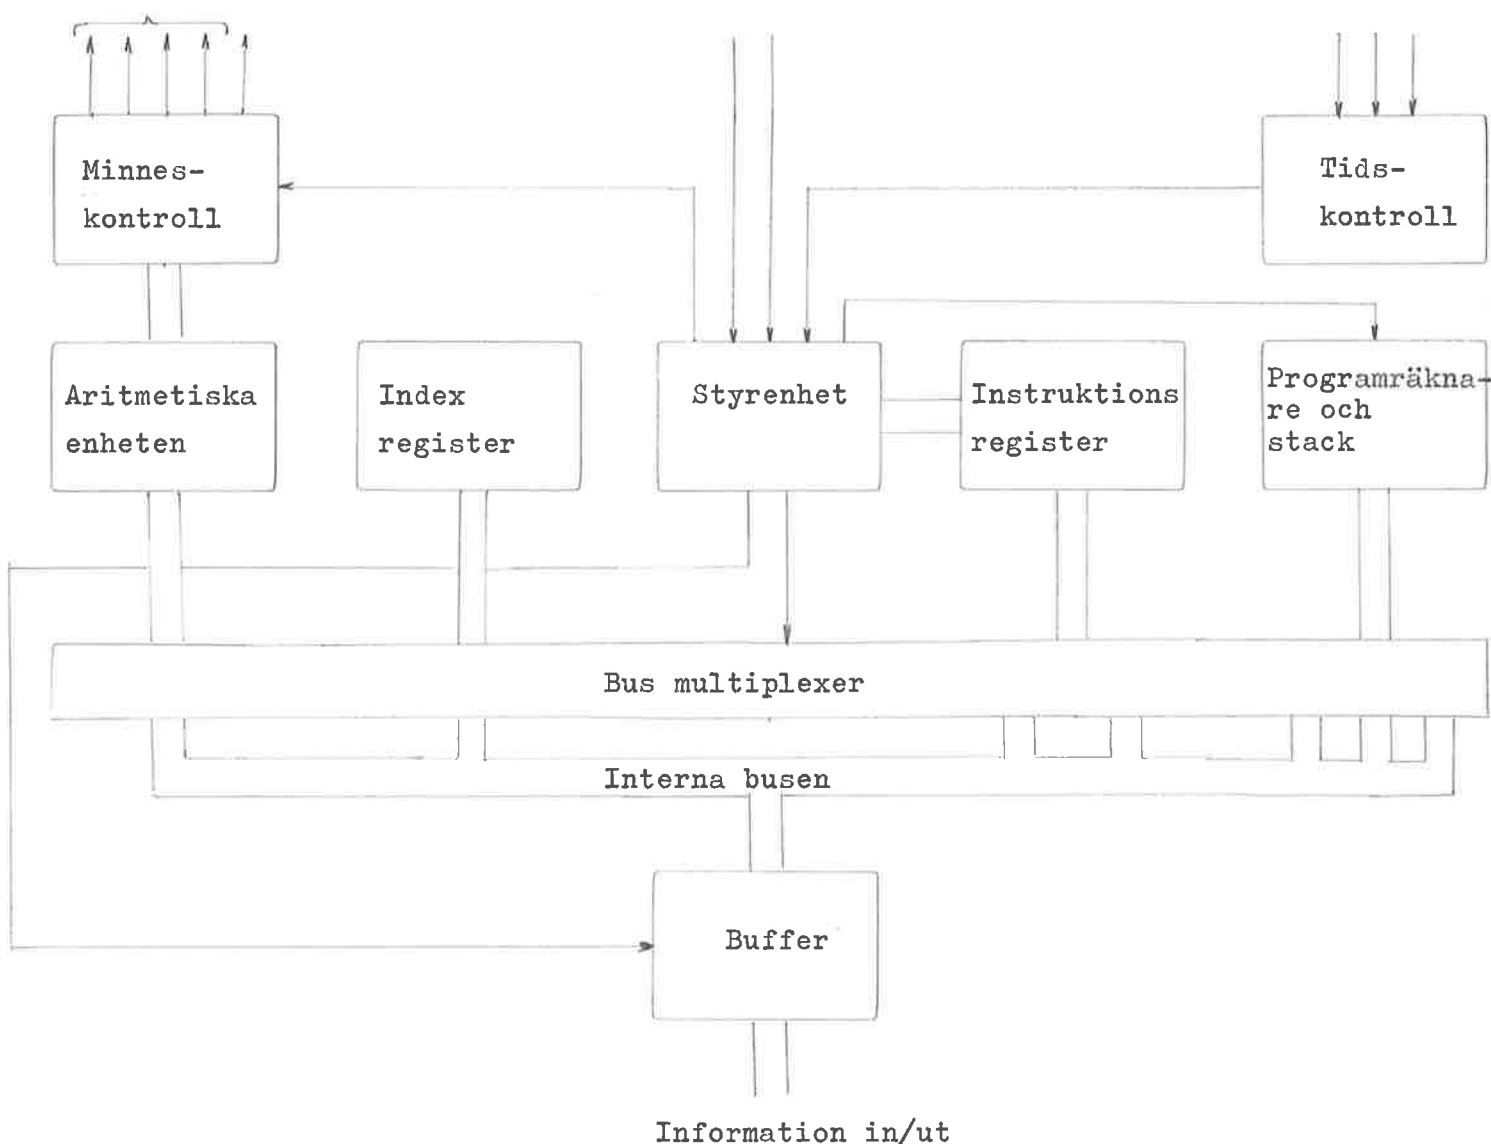 Minnes-
kontroll
Tids-
kontroll
Aritmetiska
enheten
Index
register
Styrenhet
Instruktions
register
Programräkna-
re och
stack
Bus multiplexer
Interna busen
Buffer
Information in/ut